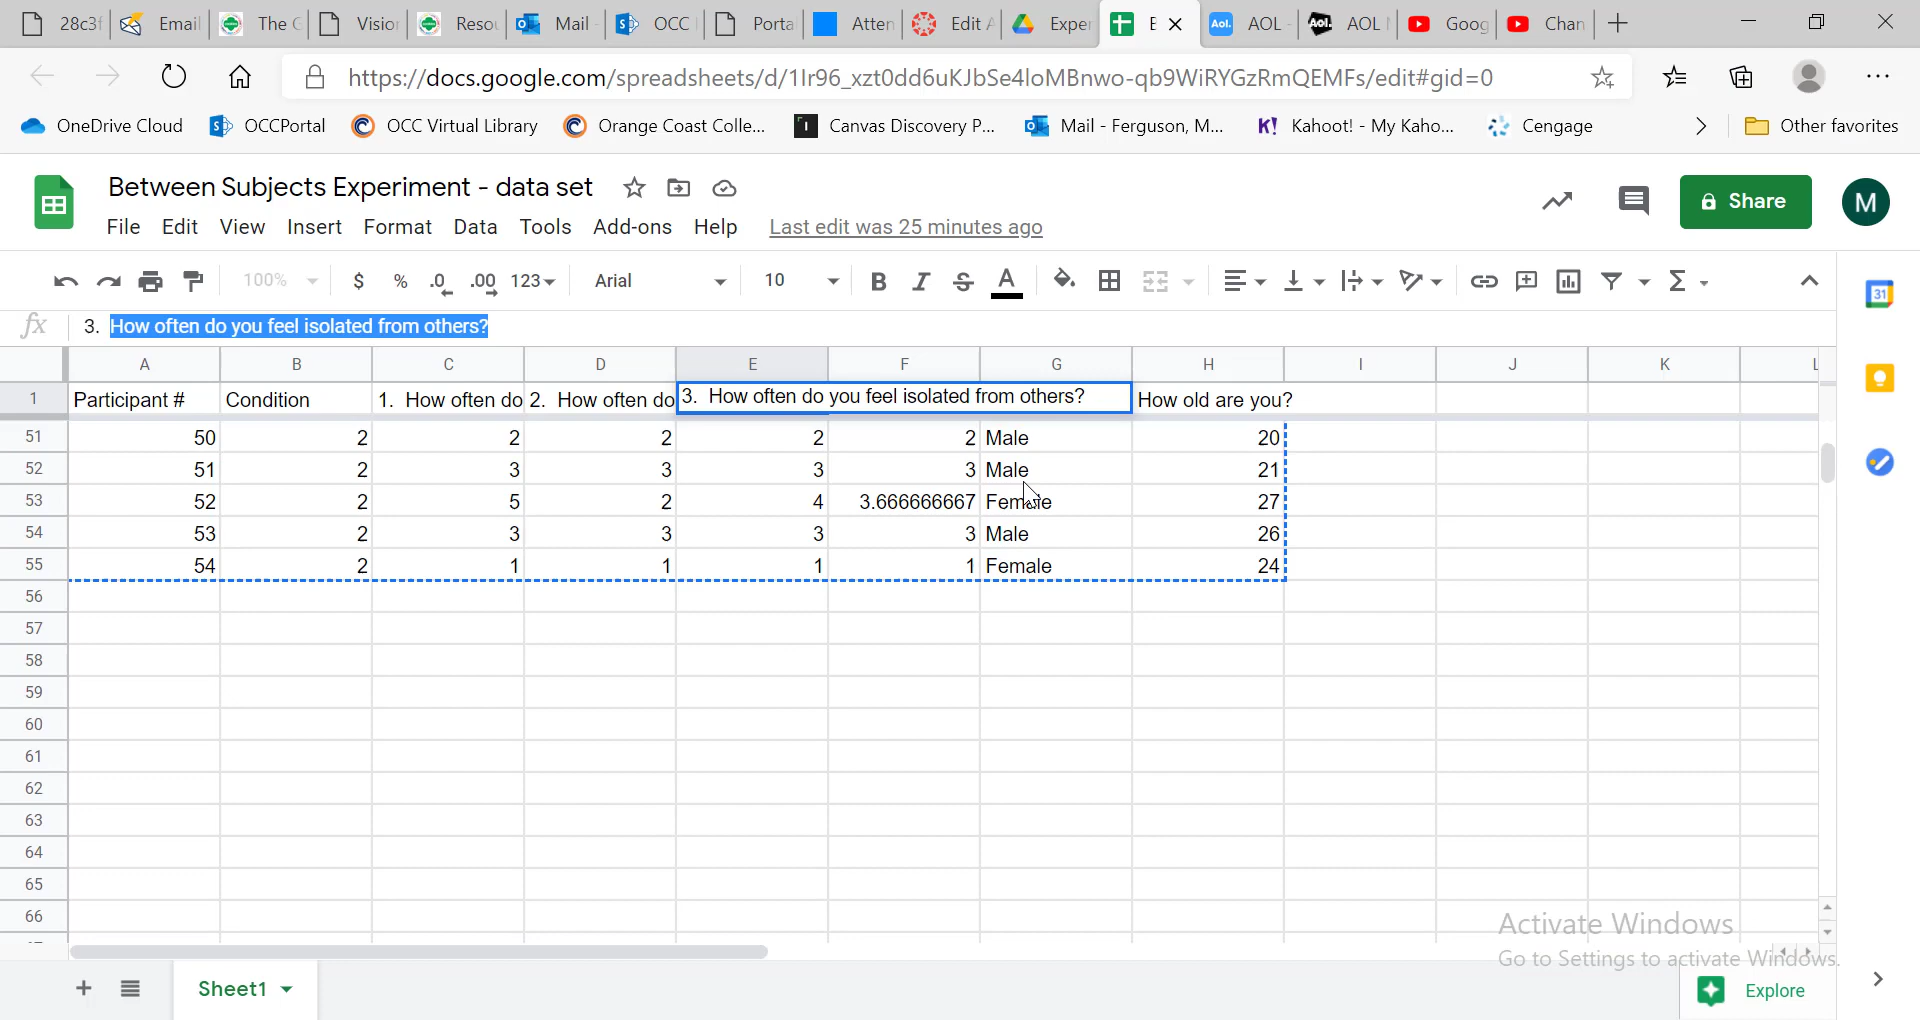 28c3f Email The G Vision Resou Mail - OCC Porta Atten Edit A Exper E Aol. AOL - Aol. AOL Goog Chan
https://docs.google.com/spreadsheets/d/1Ir96_xzt0dd6uKJbSe4loMBnwo-qb9WiRYGzRmQEMFs/edit#gid=0
OneDrive Cloud OCCPortal OCC Virtual Library Orange Coast Colle... Canvas Discovery P... Mail - Ferguson, M... K! Kahoot! - My Kaho... Cengage Other favorites
Between Subjects Experiment - data set
Share M
File Edit View Insert Format Data Tools Add-ons Help Last edit was 25 minutes ago
100% $ % .0 .00 123 Arial 10 B I S A Σ 31
fx 3. How often do you feel isolated from others?
A B C D E F G H I J K L
1 Participant # Condition 1. How often do 2. How often do 3. How often do you feel isolated from others? How old are you?
51 50 2 2 2 2 2 Male 20
52 51 2 3 3 3 3 Male 21
53 52 2 5 2 4 3.666666667 Female 27
54 53 2 3 3 3 3 Male 26
55 54 2 1 1 1 1 Female 24
56
57
58
59
60
61
62
63
64
65
66
Activate Windows
Go to Settings to activate Windows.
Sheet1 Explore